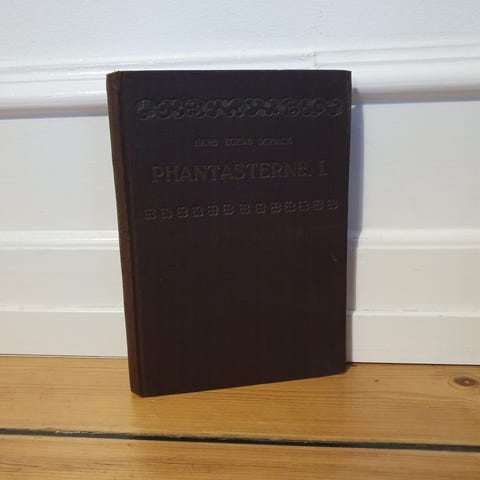 HANS EGEDE SCHACK
PHANTASTERNE. I.